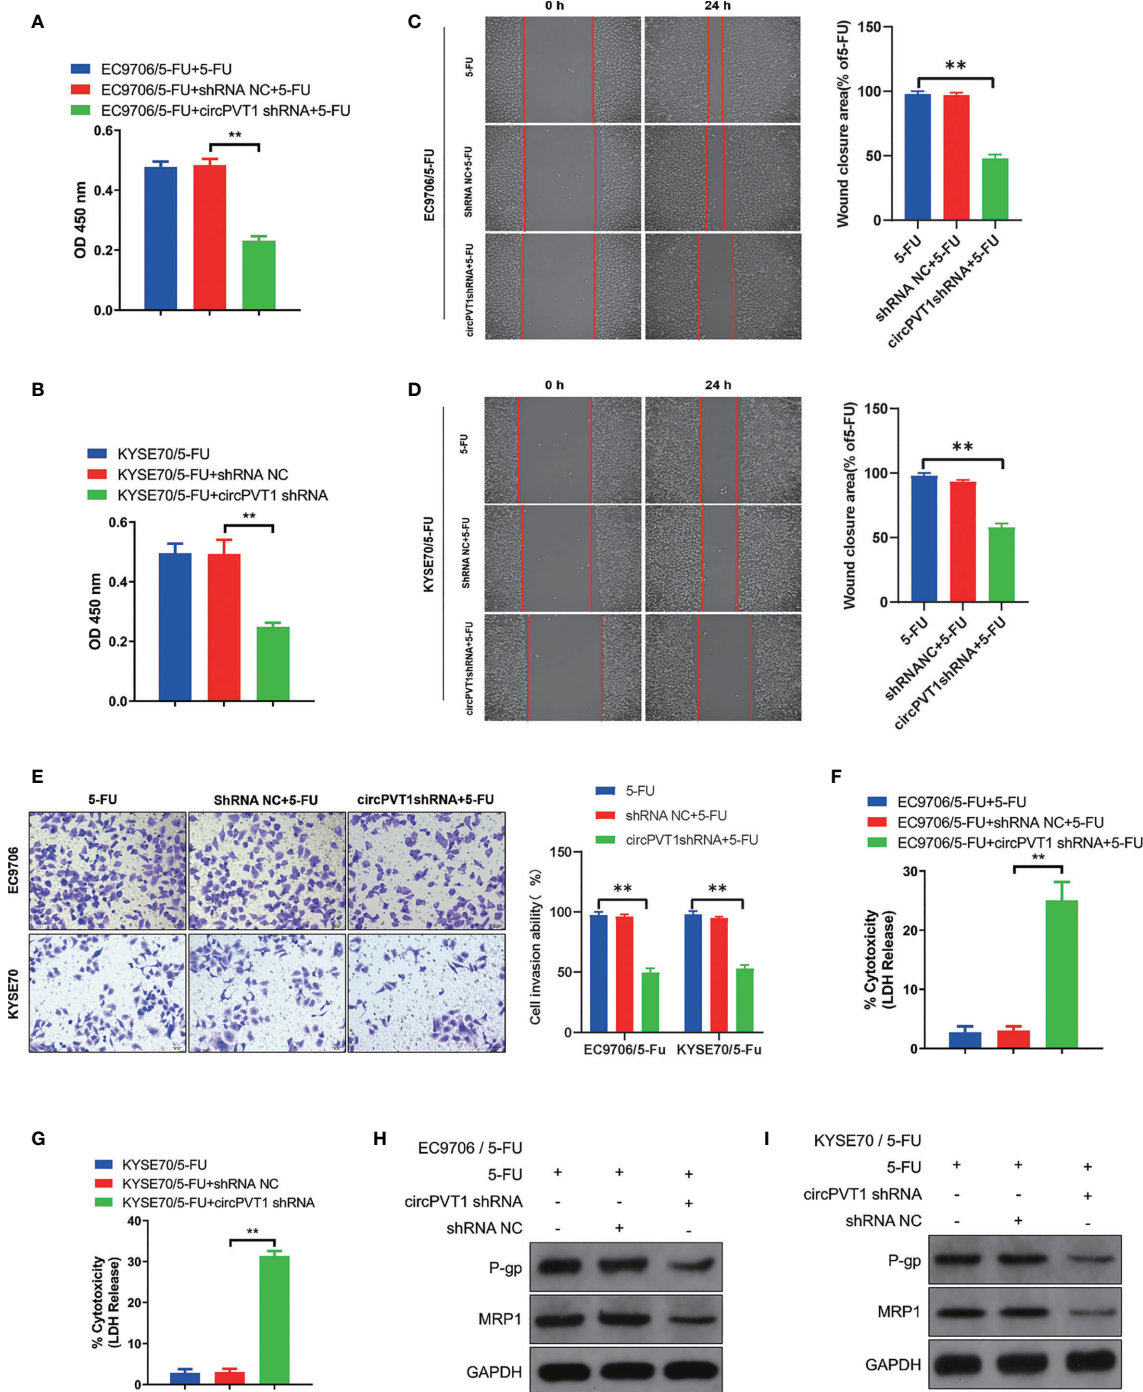 A
EC9706/5-FU+5-FU
EC9706/5-FU+shRNA NC+5-FU
EC9706/5-FU+circPVT1 shRNA+5-FU
0.6
0.4
0.2
0.0
OD 450 nm
**
B
KYSE70/5-FU
KYSE70/5-FU+shRNA NC
KYSE70/5-FU+circPVT1 shRNA
0.6
0.4
0.2
0.0
OD 450 nm
**
C
0 h
24 h
EC9706/5-FU
5-FU
ShRNA NC+5-FU
circPVT1shRNA+5-FU
Wound closure area(% of5-FU)
150
100
50
0
**
5-FU
shRNA NC+5-FU
circPVT1shRNA+5-FU
D
0 h
24 h
KYSE70/5-FU
5-FU
ShRNA NC+5-FU
circPVT1shRNA+5-FU
Wound closure area(% of5-FU)
150
100
50
0
**
5-FU
shRNANC+5-FU
circPVT1shRNA+5-FU
E
5-FU
ShRNA NC+5-FU
circPVT1shRNA+5-FU
EC9706
KYSE70
5-FU
shRNA NC+5-FU
circPVT1shRNA+5-FU
Cell invasion ability( %)
150
100
50
0
**
**
EC9706/5-Fu
KYSE70/5-Fu
F
EC9706/5-FU+5-FU
EC9706/5-FU+shRNA NC+5-FU
EC9706/5-FU+circPVT1 shRNA+5-FU
% Cytotoxicity
(LDH Release)
30
20
10
0
**
G
KYSE70/5-FU
KYSE70/5-FU+shRNA NC
KYSE70/5-FU+circPVT1 shRNA
% Cytotoxicity
(LDH Release)
40
30
20
10
0
**
H
EC9706 / 5-FU
5-FU + + +
circPVT1 shRNA - - +
shRNA NC - + -
P-gp
MRP1
GAPDH
I
KYSE70 / 5-FU
5-FU + + +
circPVT1 shRNA - - +
shRNA NC - + -
P-gp
MRP1
GAPDH